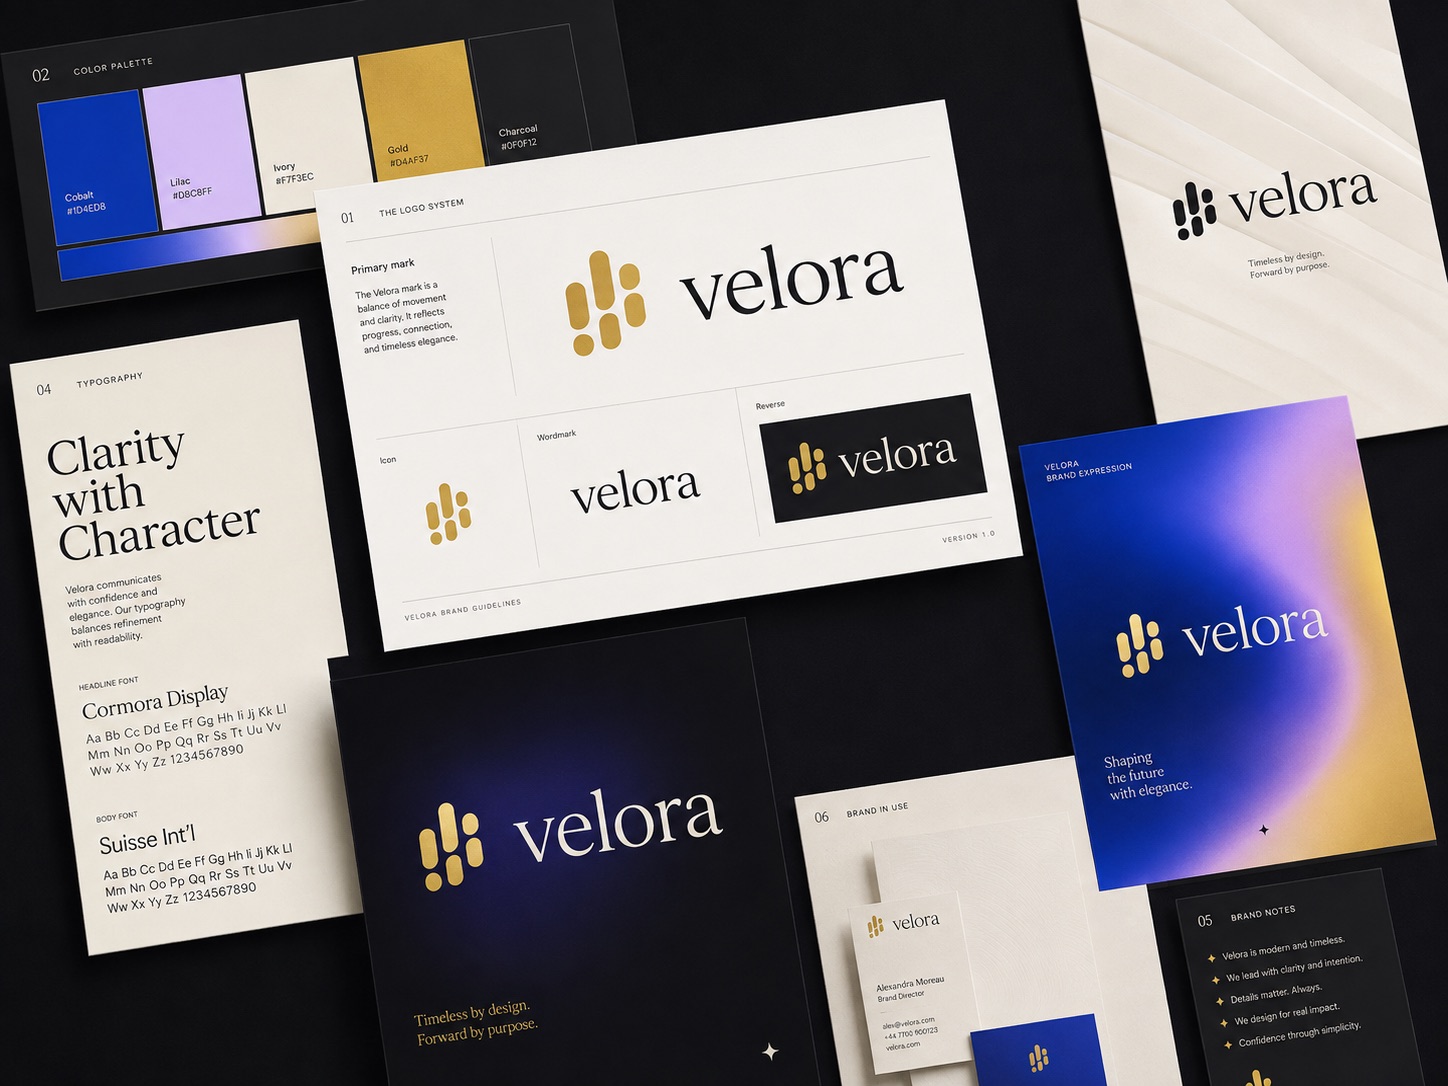 02 COLOR PALETTE
Cobalt
#1D4ED8
Lilac
#D8C8FF
Ivory
#F7F3EC
Gold
#D4AF37
Charcoal
#0F0F12
01 THE LOGO SYSTEM
Primary mark
The Velora mark is a
balance of movement
and clarity. It reflects
progress, connection,
and timeless elegance.
velora
Icon
Wordmark
velora
Reverse
velora
VELORA BRAND GUIDELINES
VERSION 1.0
velora
Timeless by design.
Forward by purpose.
04 TYPOGRAPHY
Clarity
with
Character
Velora communicates
with confidence and
elegance. Our typography
balances refinement
with readability.
HEADLINE FONT
Cormora Display
Aa Bb Cc Dd Ee Ff Gg Hh Ii Jj Kk Ll
Mm Nn Oo Pp Qq Rr Ss Tt Uu Vv
Ww Xx Yy Zz 1234567890
BODY FONT
Suisse Int'l
Aa Bb Cc Dd Ee Ff Gg Hh Ii Jj Kk Ll
Mm Nn Oo Pp Qq Rr Ss Tt Uu Vv
Ww Xx Yy Zz 1234567890
VELORA
BRAND EXPRESSION
velora
Shaping
the future
with elegance.
velora
Timeless by design.
Forward by purpose.
06 BRAND IN USE
velora
Alexandra Moreau
Brand Director
alex@velora.com
+44 7700 900123
velora.com
05 BRAND NOTES
Velora is modern and timeless.
We lead with clarity and intention.
Details matter. Always.
We design for real impact.
Confidence through simplicity.